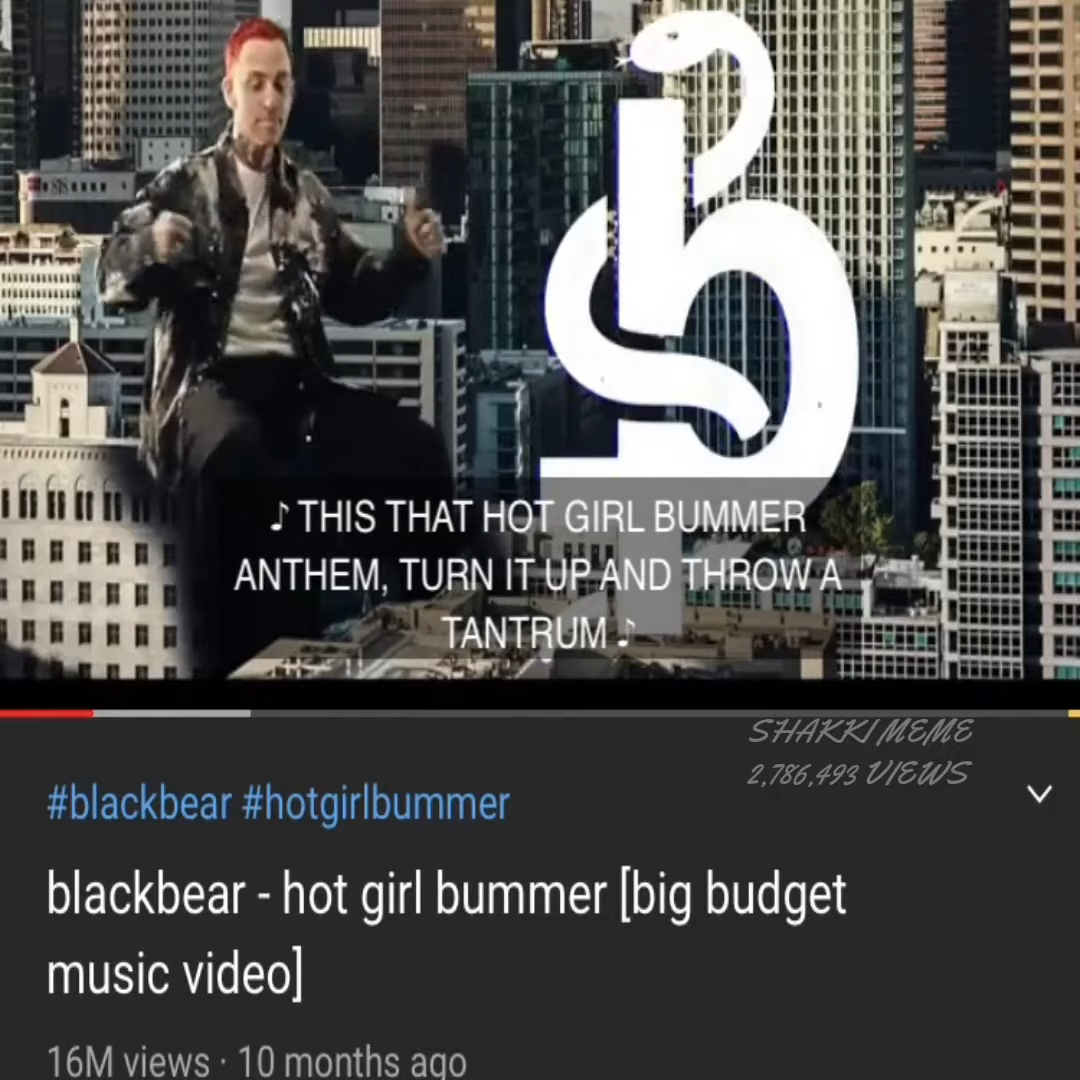 ♪ THIS THAT HOT GIRL BUMMER
ANTHEM, TURN IT UP AND THROW A
TANTRUM ♪
SHAKKI MEME
2,786,493 VIEWS
#blackbear #hotgirlbummer
blackbear - hot girl bummer [big budget
music video]
16M views · 10 months ago